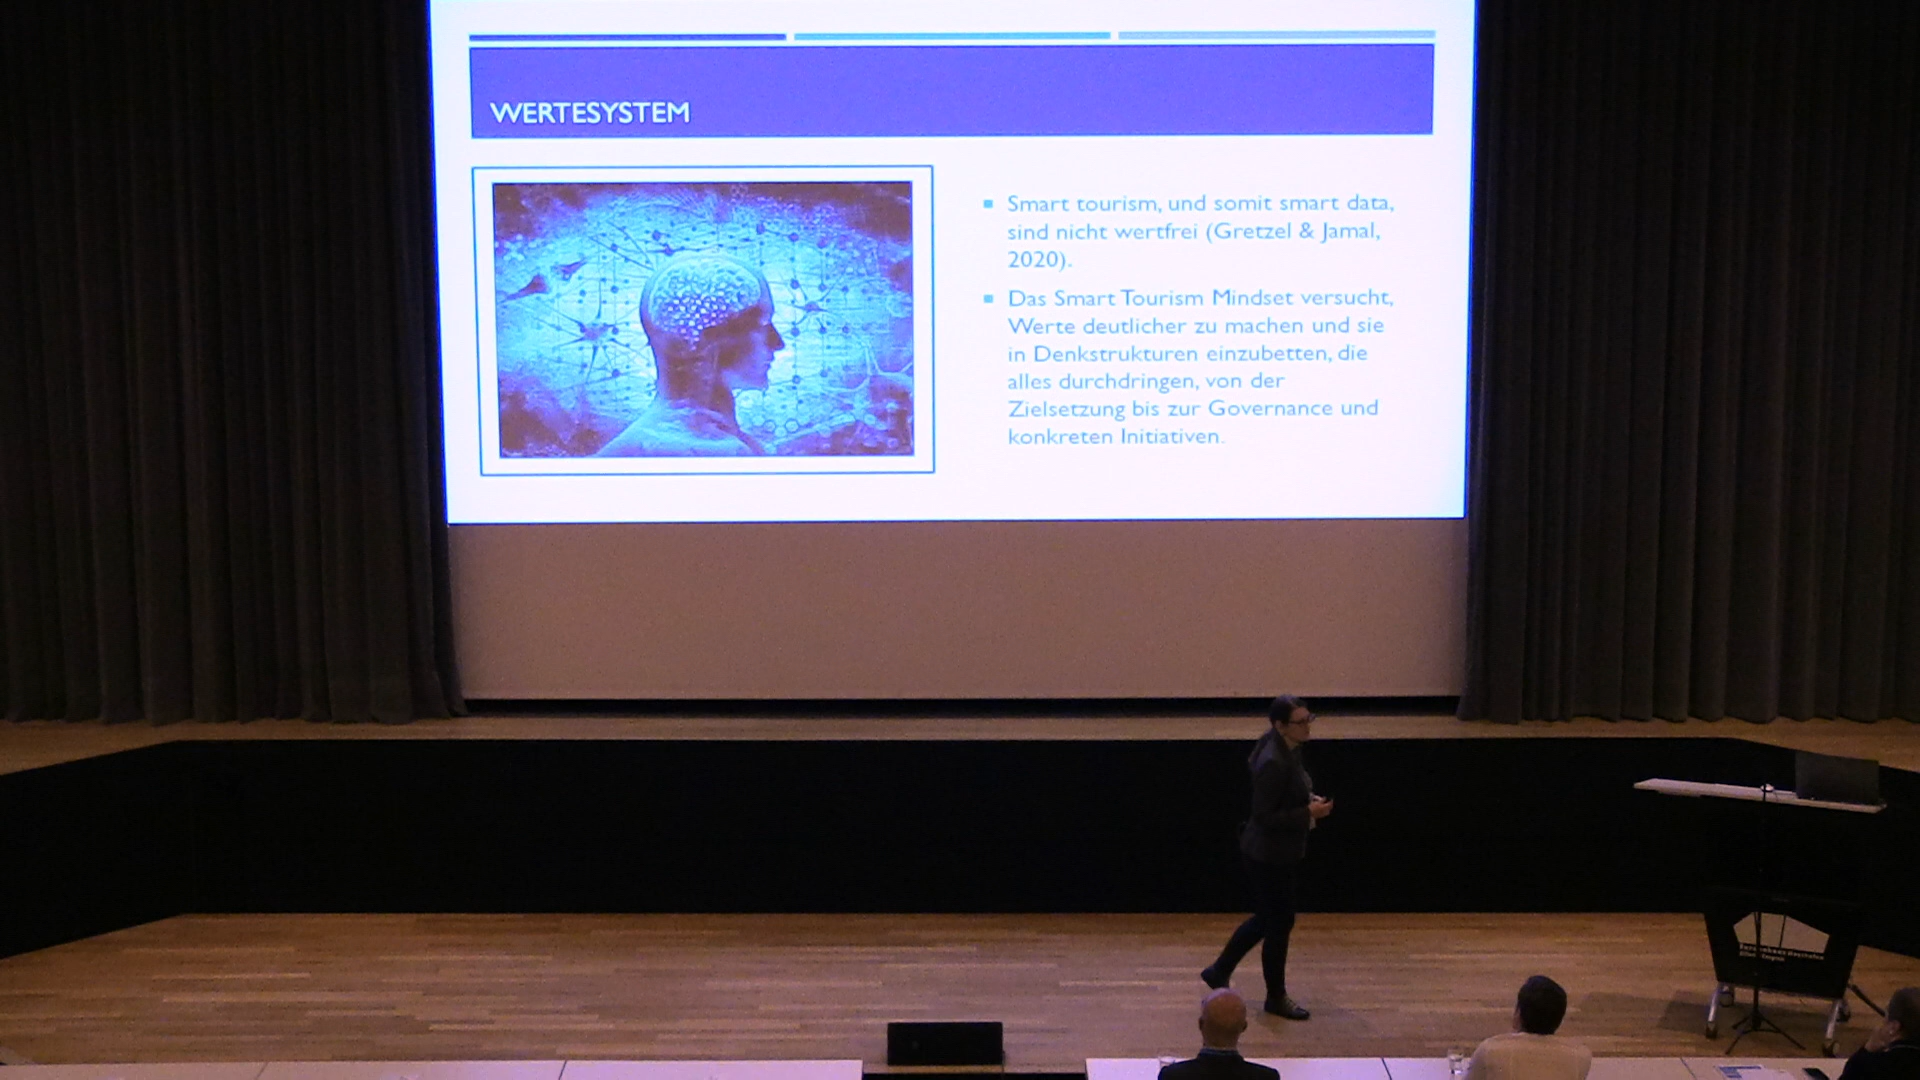 WERTESYSTEM
Smart tourism, und somit smart data,
sind nicht wertfrei (Gretzel & Jamal,
2020).
Das Smart Tourism Mindset versucht,
Werte deutlicher zu machen und sie
in Denkstrukturen einzubetten, die
alles durchdringen, von der
Zielsetzung bis zur Governance und
konkreten Initiativen.